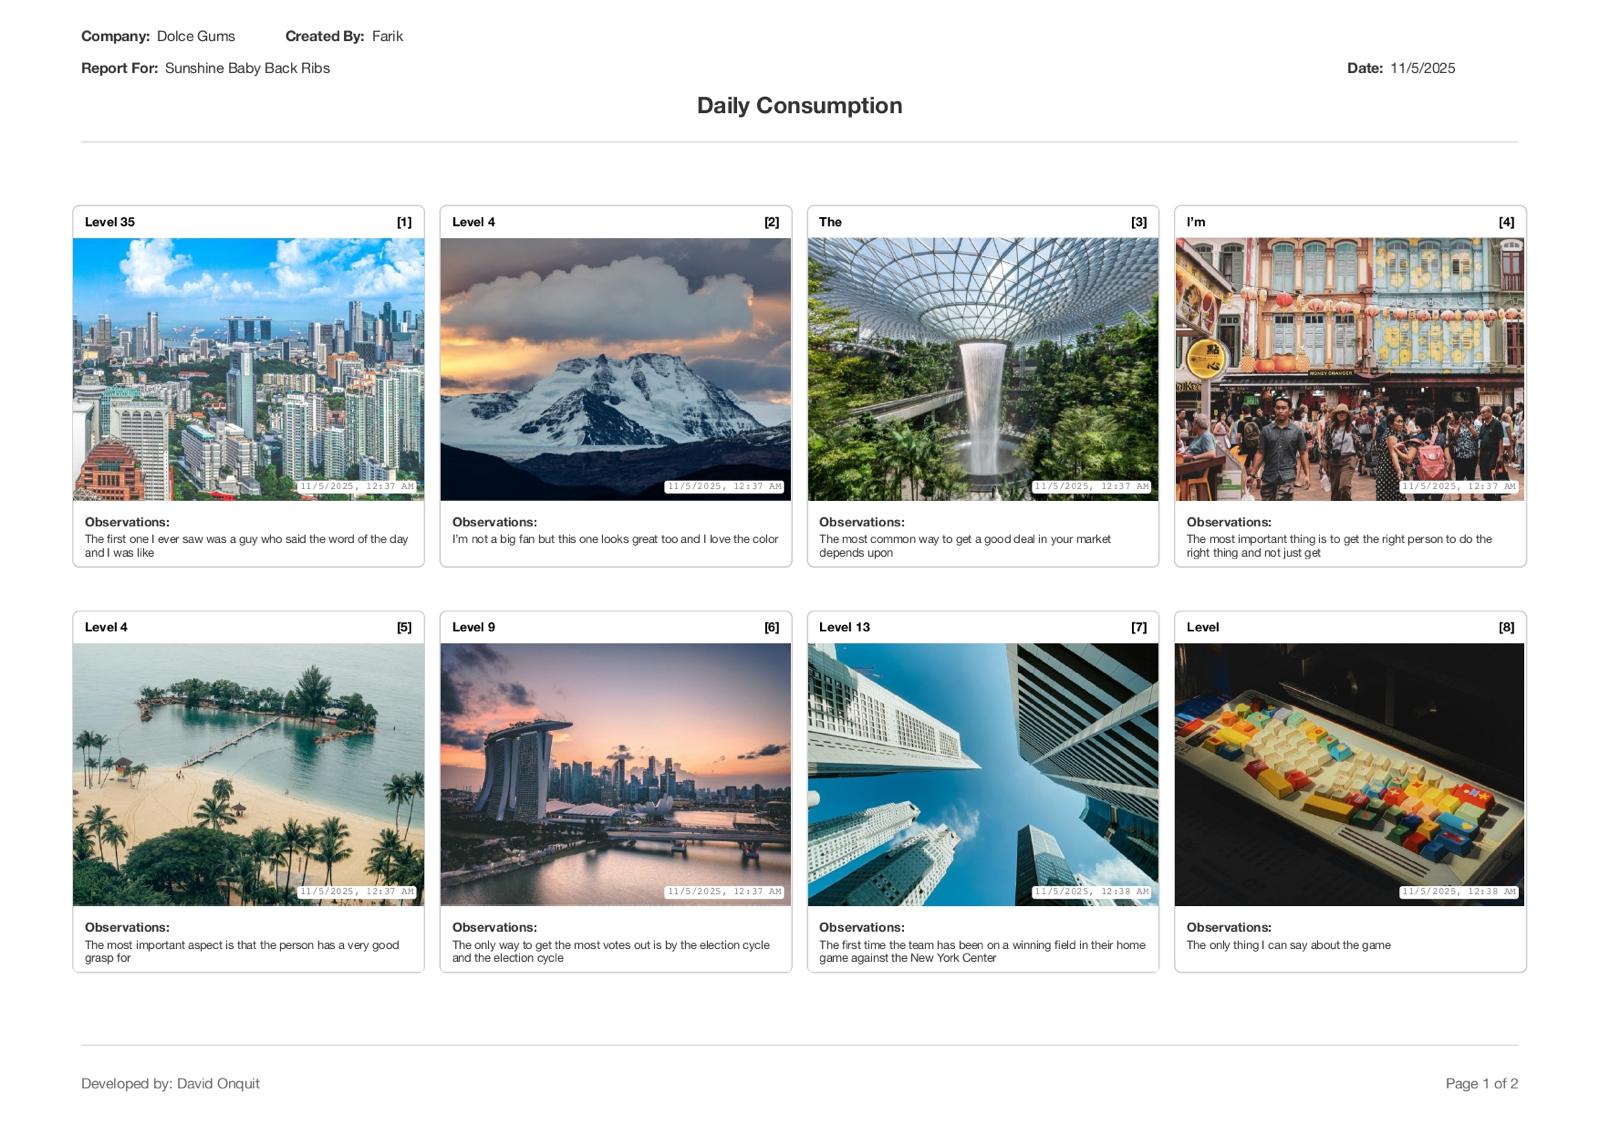 Company: Dolce Gums Created By: Farik
Report For: Sunshine Baby Back Ribs Date: 11/5/2025
Daily Consumption
Level 35 [1]
11/5/2025, 12:37 AM
Observations:
The first one I ever saw was a guy who said the word of the day
and I was like
Level 4 [2]
11/5/2025, 12:37 AM
Observations:
I'm not a big fan but this one looks great too and I love the color
The [3]
11/5/2025, 12:37 AM
Observations:
The most common way to get a good deal in your market
depends upon
I'm [4]
MONEY CHANGER
11/5/2025, 12:37 AM
Observations:
The most important thing is to get the right person to do the
right thing and not just get
Level 4 [5]
11/5/2025, 12:37 AM
Observations:
The most important aspect is that the person has a very good
grasp for
Level 9 [6]
11/5/2025, 12:37 AM
Observations:
The only way to get the most votes out is by the election cycle
and the election cycle
Level 13 [7]
11/5/2025, 12:38 AM
Observations:
The first time the team has been on a winning field in their home
game against the New York Center
Level [8]
11/5/2025, 12:38 AM
Observations:
The only thing I can say about the game
Developed by: David Onquit Page 1 of 2